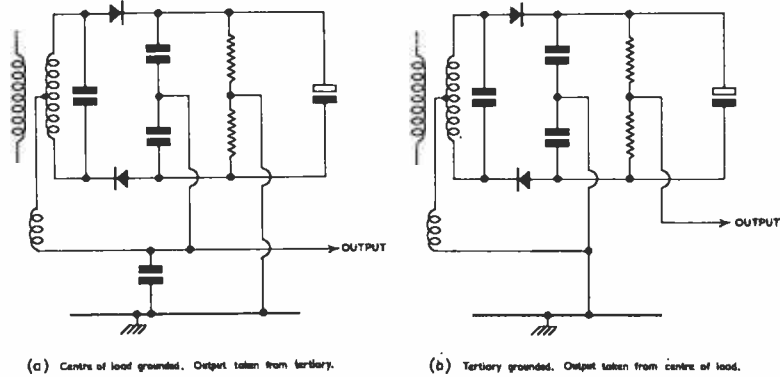 OUTPUT
OUTPUT
(a) Centre of load grounded. Output taken from tertiary.
(b) Tertiary grounded. Output taken from centre of load.